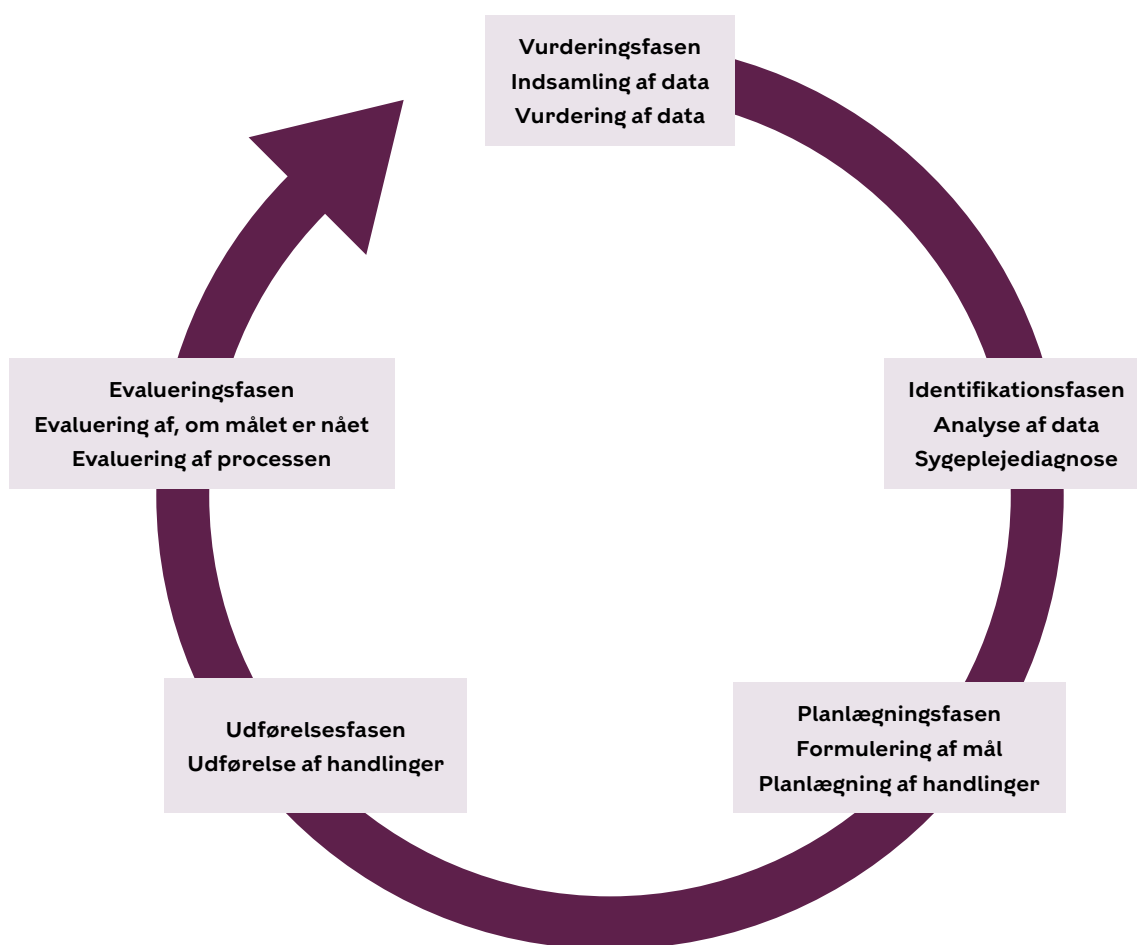 Vurderingsfasen
Indsamling af data
Vurdering af data
Identifikationsfasen
Analyse af data
Sygeplejediagnose
Planlægningsfasen
Formulering af mål
Planlægning af handlinger
Udførelsesfasen
Udførelse af handlinger
Evalueringsfasen
Evaluering af, om målet er nået
Evaluering af processen